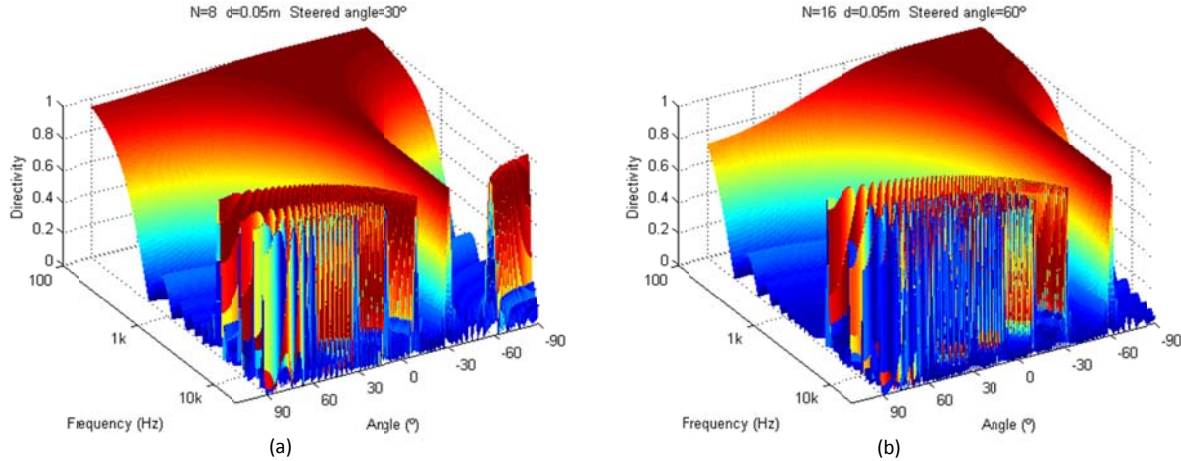 N=8 d=0.05m Steered angle=30º
Directivity
1
0.8
0.6
0.4
0.2
0
100
1k
10k
Frequency (Hz)
90
60
30
0
-30
-60
-90
Angle (º)
(a)
N=16 d=0.05m Steered angle=60º
Directivity
1
0.8
0.6
0.4
0.2
0
100
1k
10k
Frequency (Hz)
90
60
30
0
-30
-60
-90
Angle (º)
(b)